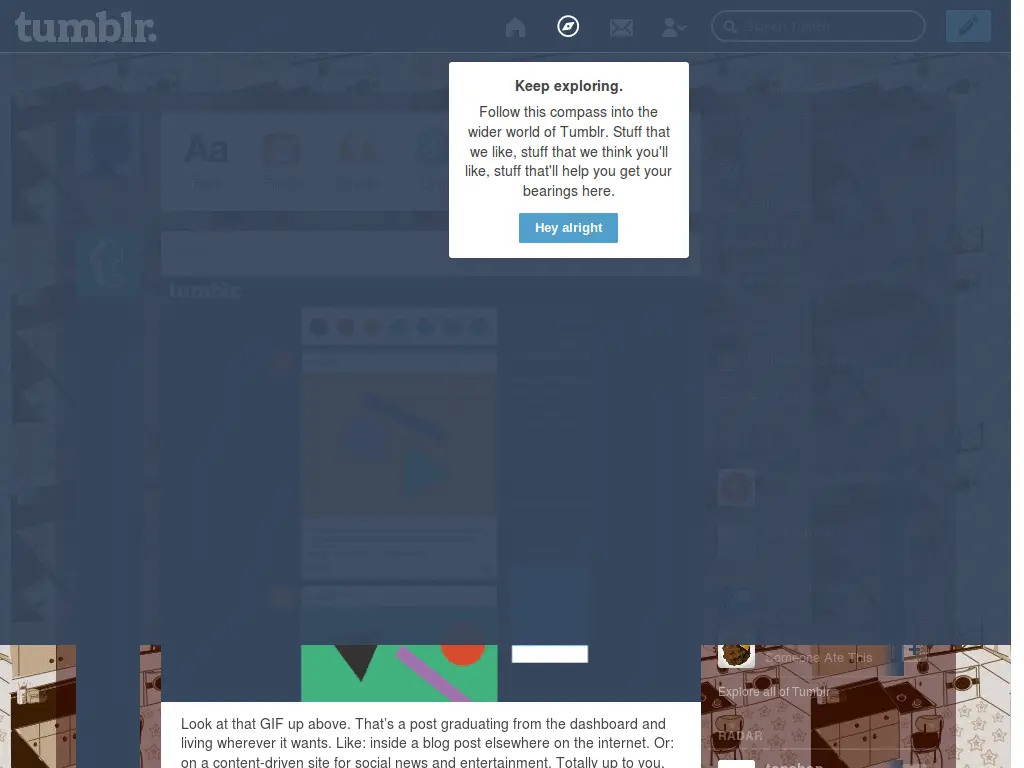 tumblr.
Search Tumblr
Keep exploring.
Follow this compass into the
wider world of Tumblr. Stuff that
we like, stuff that we think you'll
like, stuff that'll help you get your
bearings here.
Hey alright
Aa
Text
tumblr
Someone Ate This
Explore all of Tumblr
RADAR
Look at that GIF up above. That's a post graduating from the dashboard and
living wherever it wants. Like: inside a blog post elsewhere on the internet. Or:
on a content-driven site for social news and entertainment. Totally up to you,